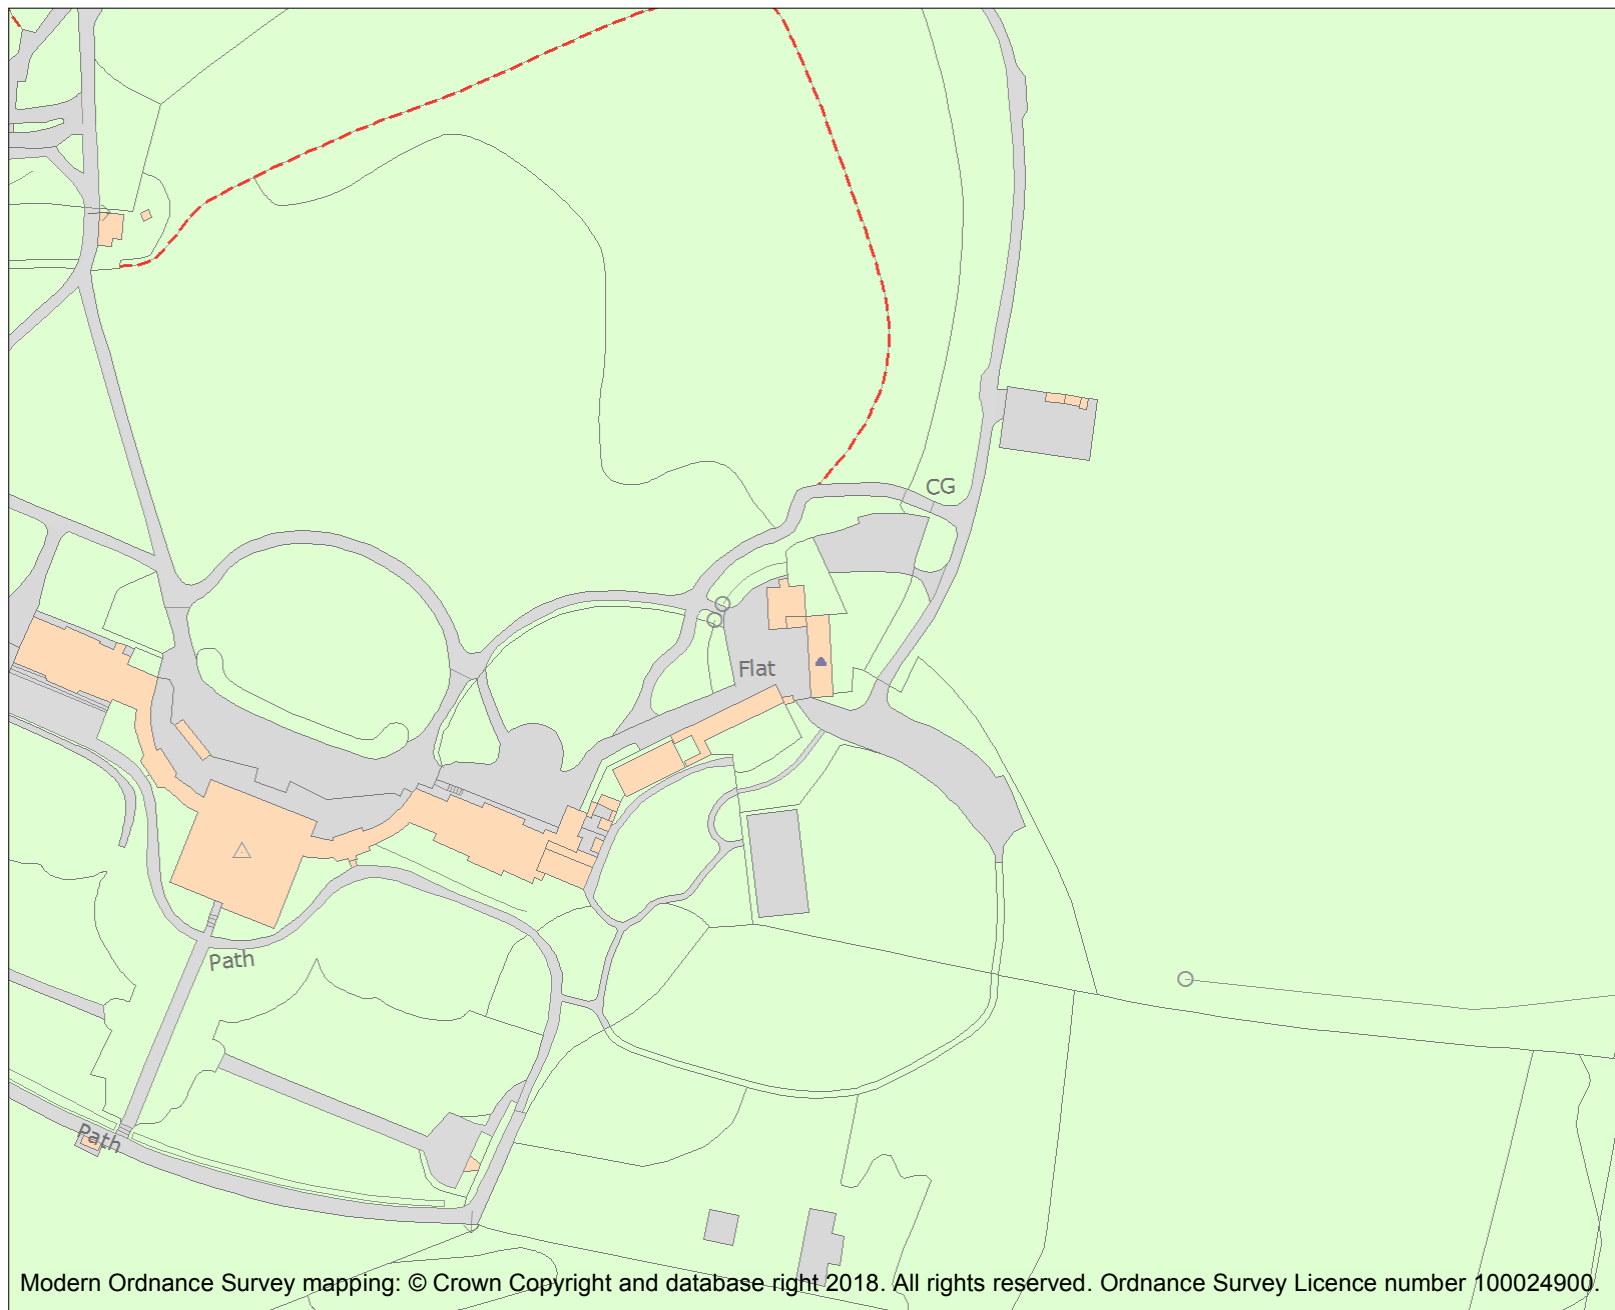 CG
Flat
Path
Path
Modern Ordnance Survey mapping: © Crown Copyright and database right 2018. All rights reserved. Ordnance Survey Licence number 100024900.